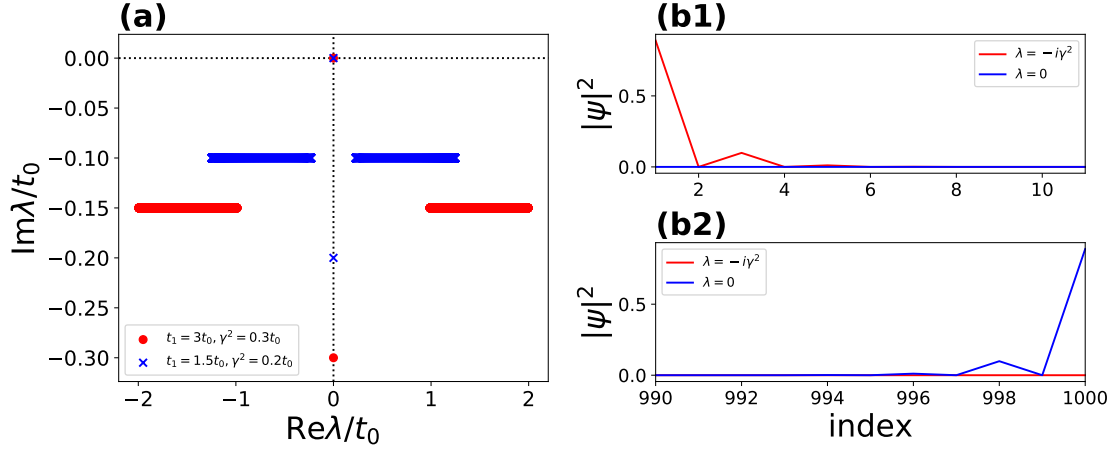 (a)
Imλ/t₀
0.00
−0.05
−0.10
−0.15
−0.20
−0.25
−0.30
t₁ = 3t₀, γ² = 0.3t₀
t₁ = 1.5t₀, γ² = 0.2t₀
−2
−1
0
1
2
Reλ/t₀
(b1)
|ψ|²
0.5
0.0
λ = −iγ²
λ = 0
2
4
6
8
10
(b2)
|ψ|²
0.5
0.0
λ = −iγ²
λ = 0
990
992
994
996
998
1000
index